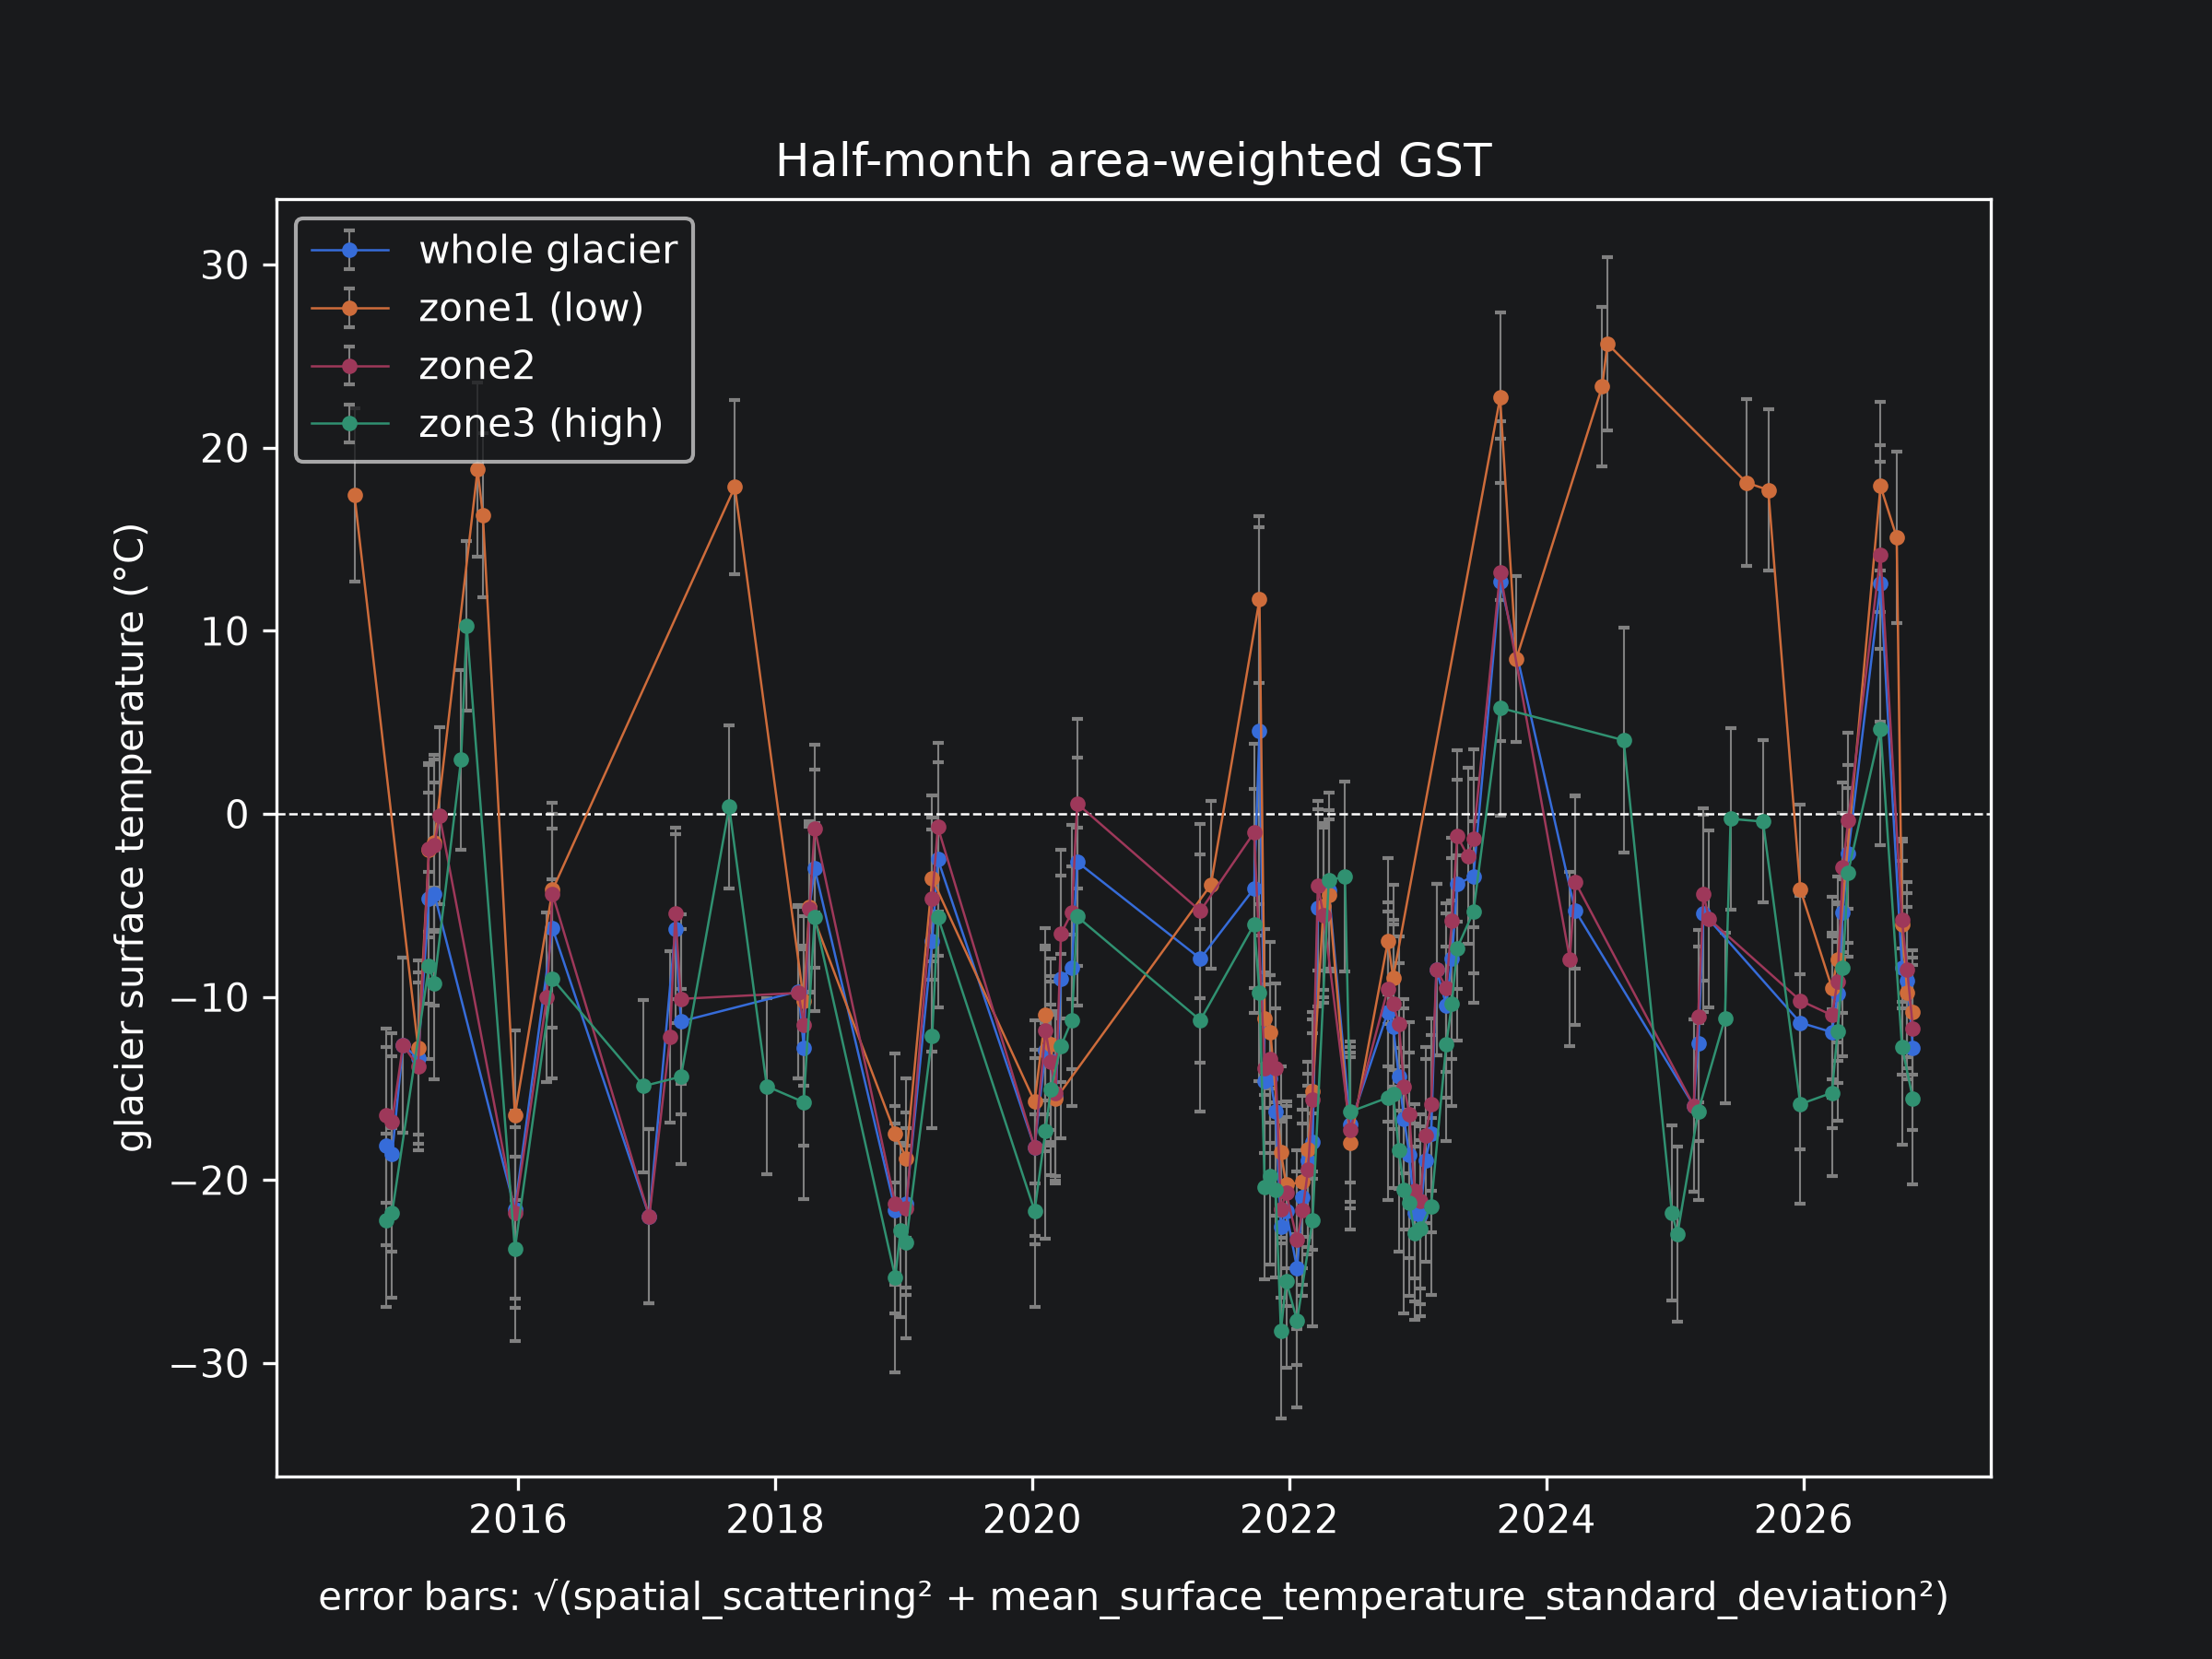 Half-month area-weighted GST
whole glacier
zone1 (low)
zone2
zone3 (high)
glacier surface temperature (°C)
30
20
10
0
−10
−20
−30
2016
2018
2020
2022
2024
2026
error bars: √(spatial_scattering² + mean_surface_temperature_standard_deviation²)